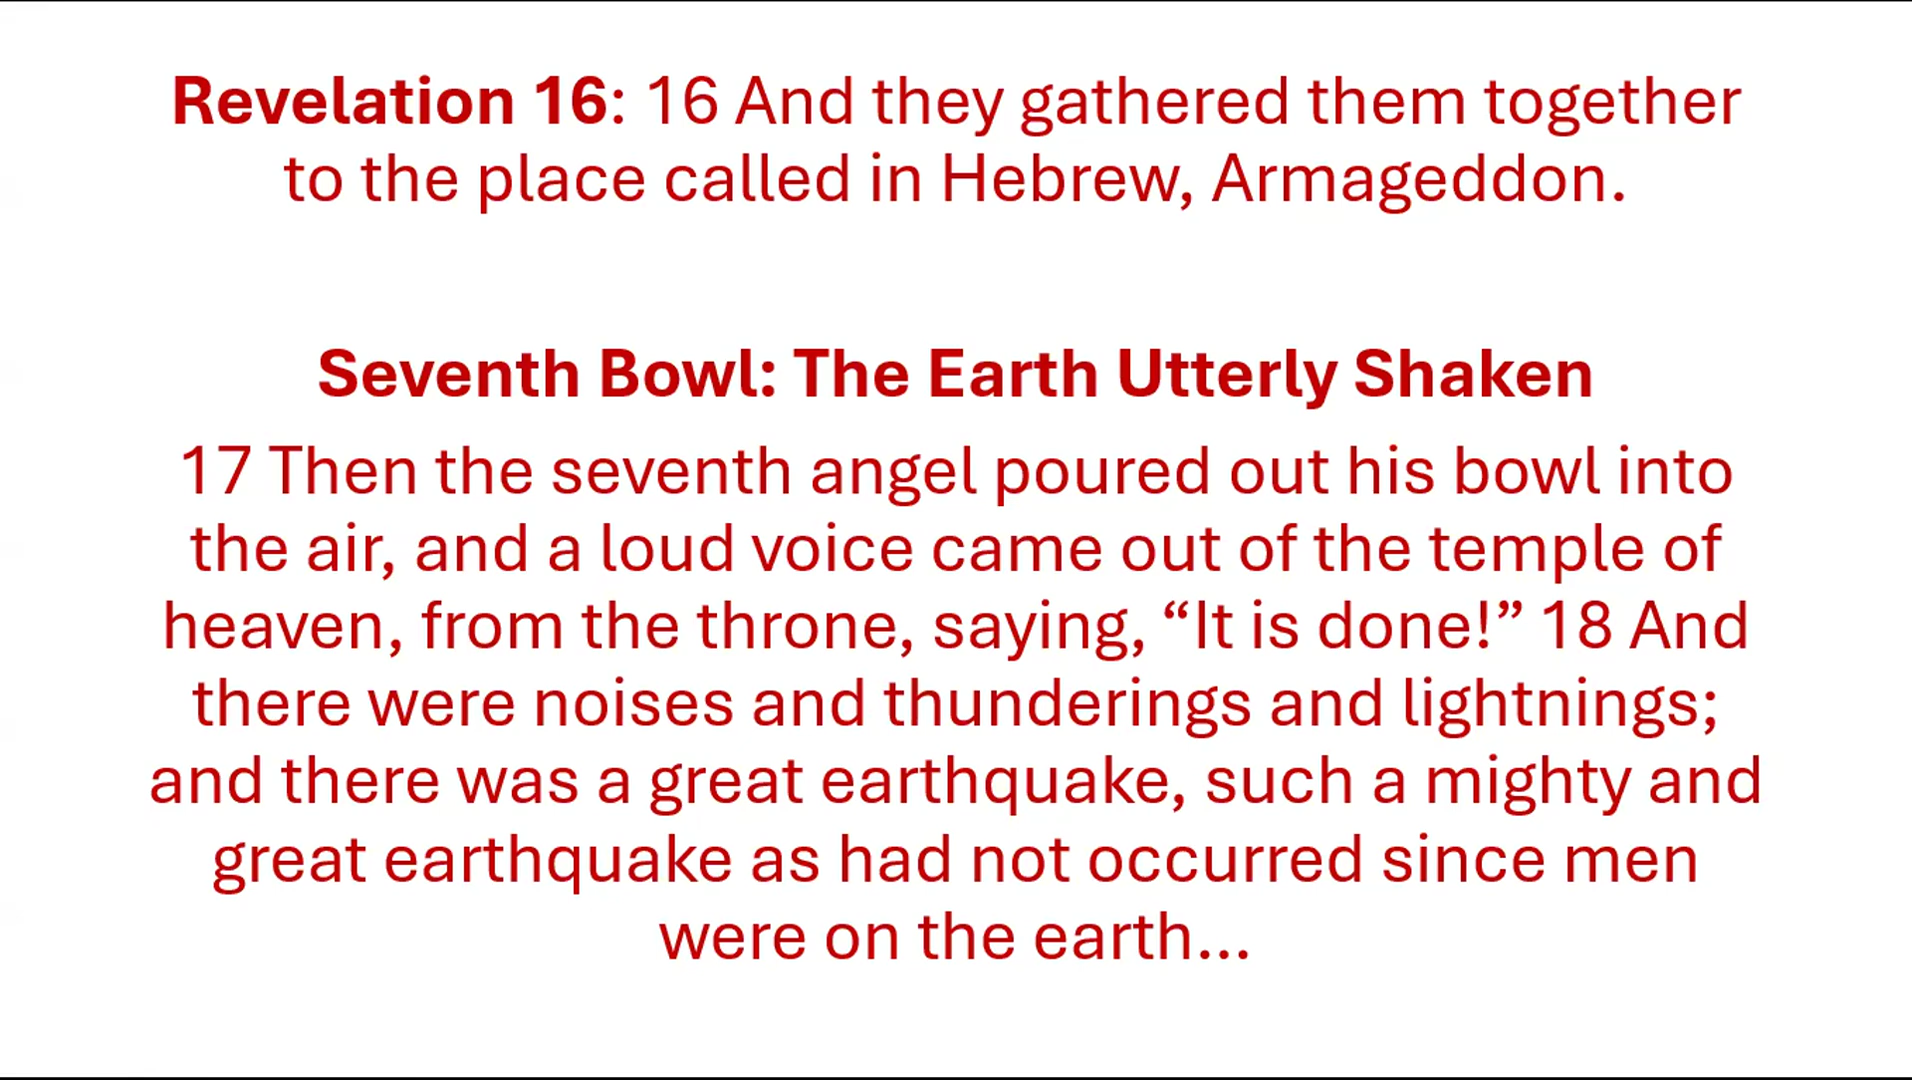 Revelation 16: 16 And they gathered them together
to the place called in Hebrew, Armageddon.
Seventh Bowl: The Earth Utterly Shaken
17 Then the seventh angel poured out his bowl into
the air, and a loud voice came out of the temple of
heaven, from the throne, saying, “It is done!” 18 And
there were noises and thunderings and lightnings;
and there was a great earthquake, such a mighty and
great earthquake as had not occurred since men
were on the earth...